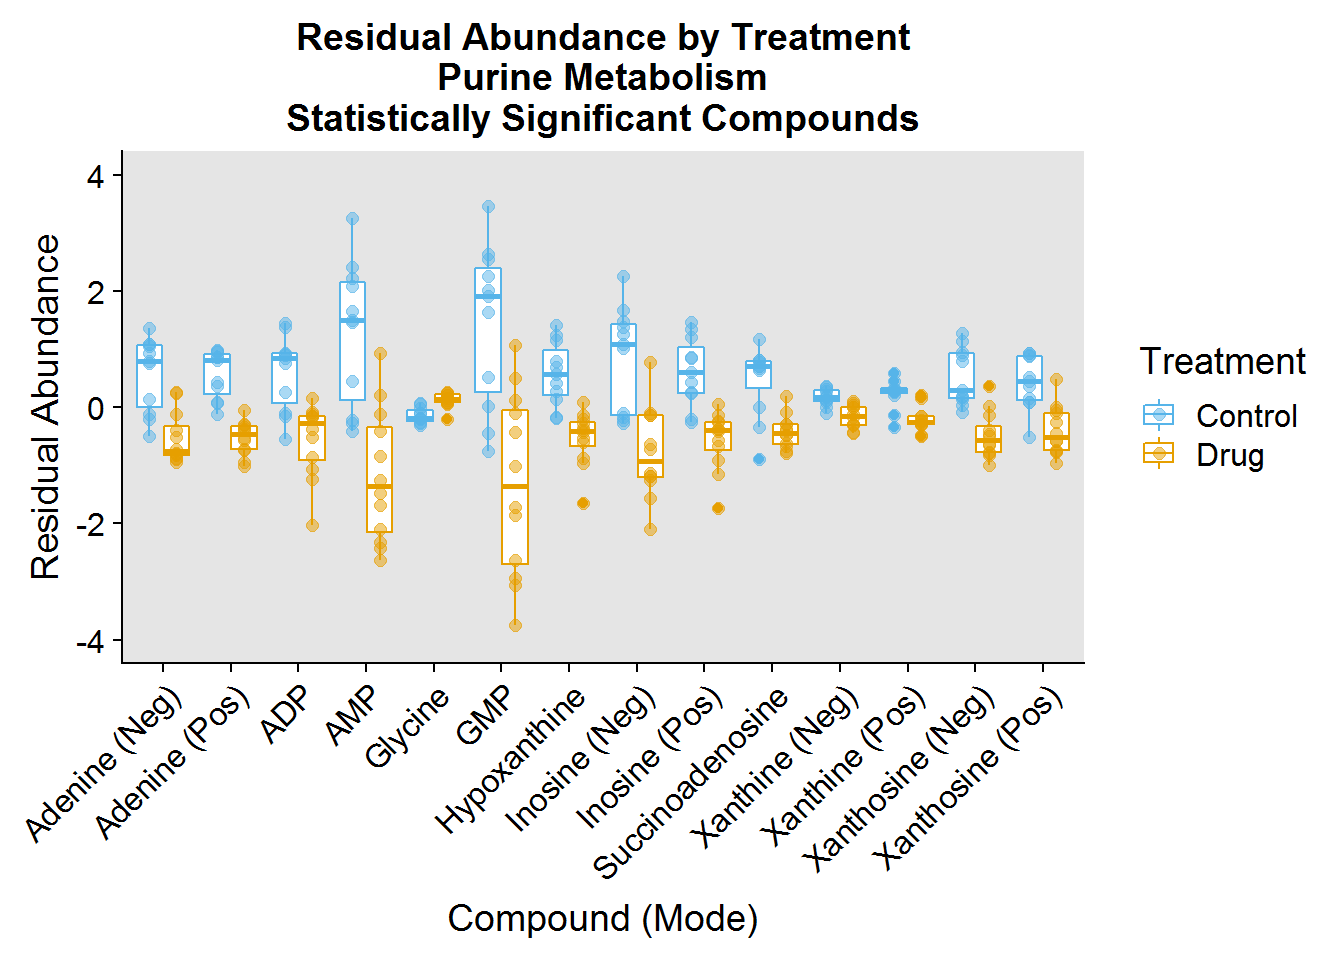 Residual Abundance by Treatment
Purine Metabolism
Statistically Significant Compounds
Residual Abundance
4
2
0
-2
-4
Adenine (Neg)
Adenine (Pos)
ADP
AMP
Glycine
GMP
Hypoxanthine
Inosine (Neg)
Inosine (Pos)
Succinoadenosine
Xanthine (Neg)
Xanthine (Pos)
Xanthosine (Neg)
Xanthosine (Pos)
Compound (Mode)
Treatment
Control
Drug